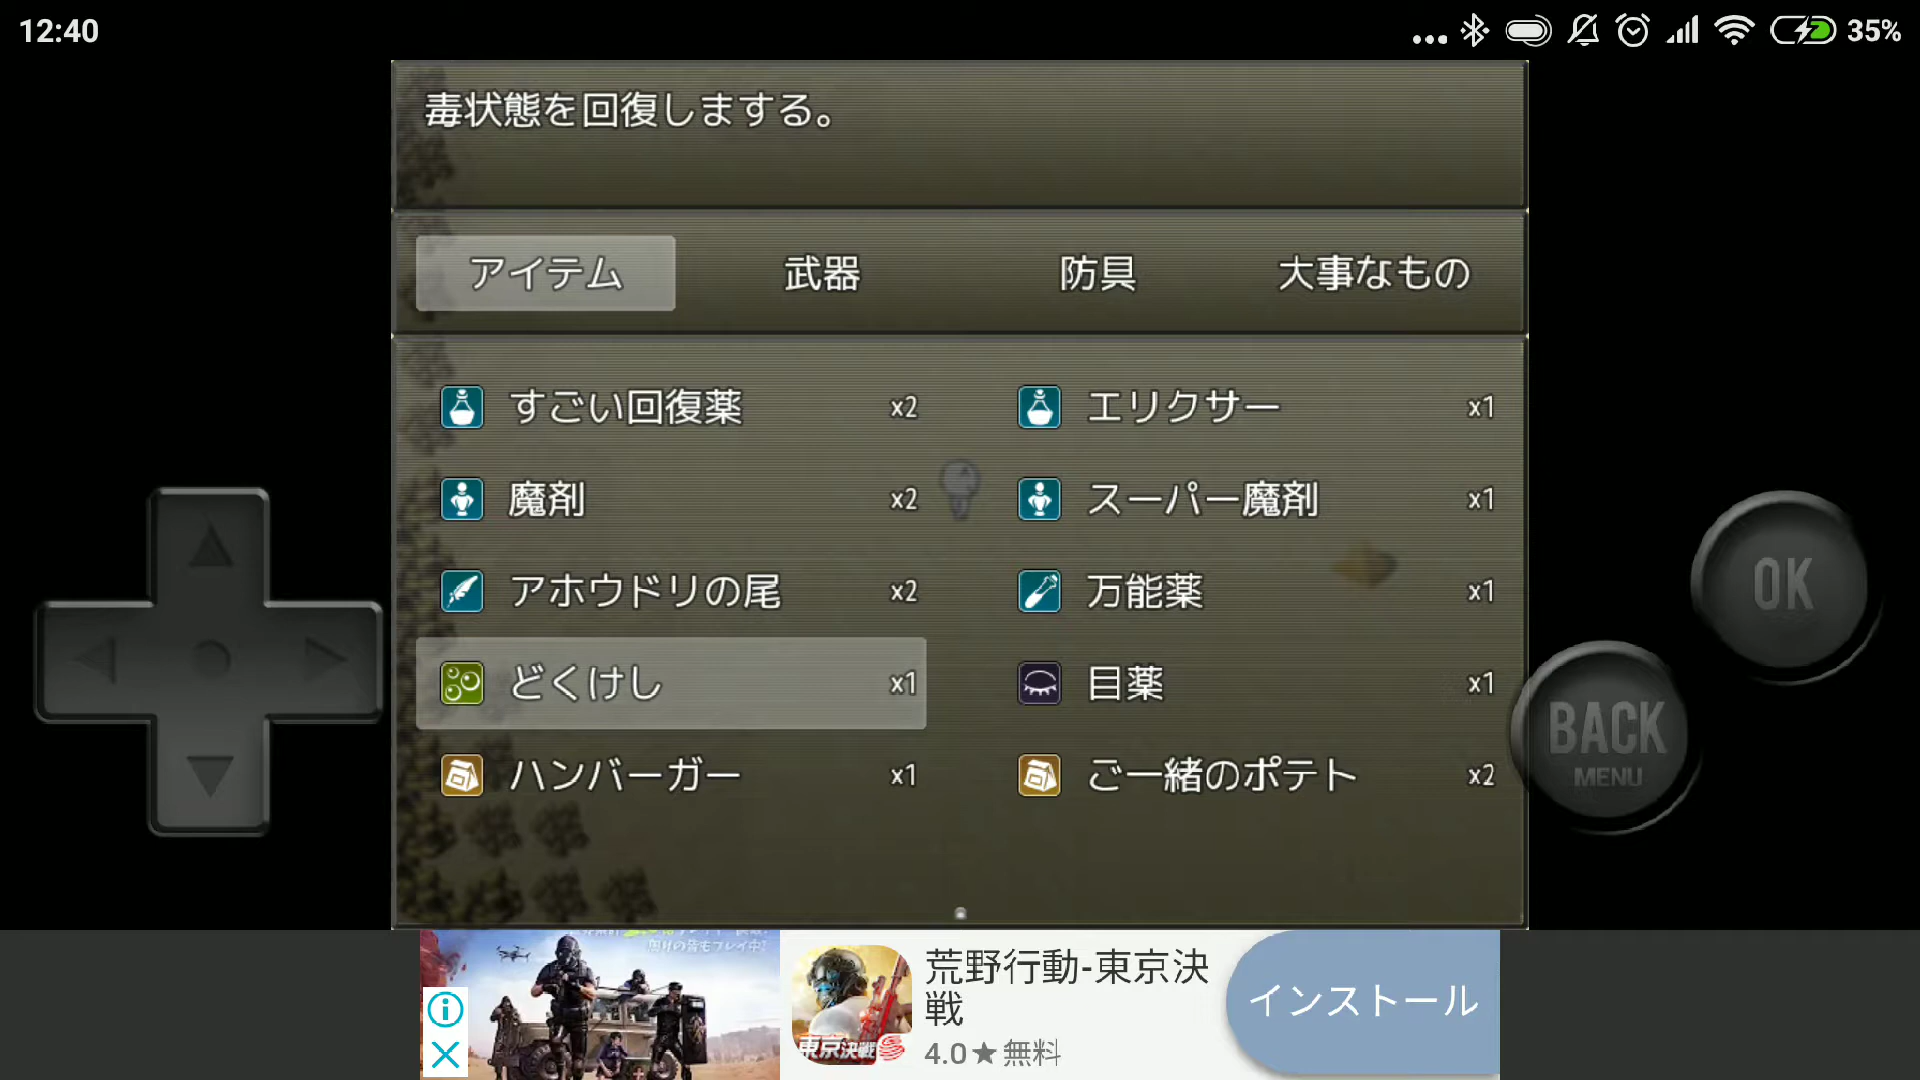 12:40
35%
毒状態を回復しまする。
アイテム 武器 防具 大事なもの
すごい回復薬 x2 エリクサー x1
魔剤 x2 スーパー魔剤 x1
アホウドリの尾 x2 万能薬 x1
どくけし x1 目薬 x1
ハンバーガー x1 ご一緒のポテト x2
OK
BACK
MENU
東京決戦
荒野行動-東京決
戦
4.0★無料
インストール